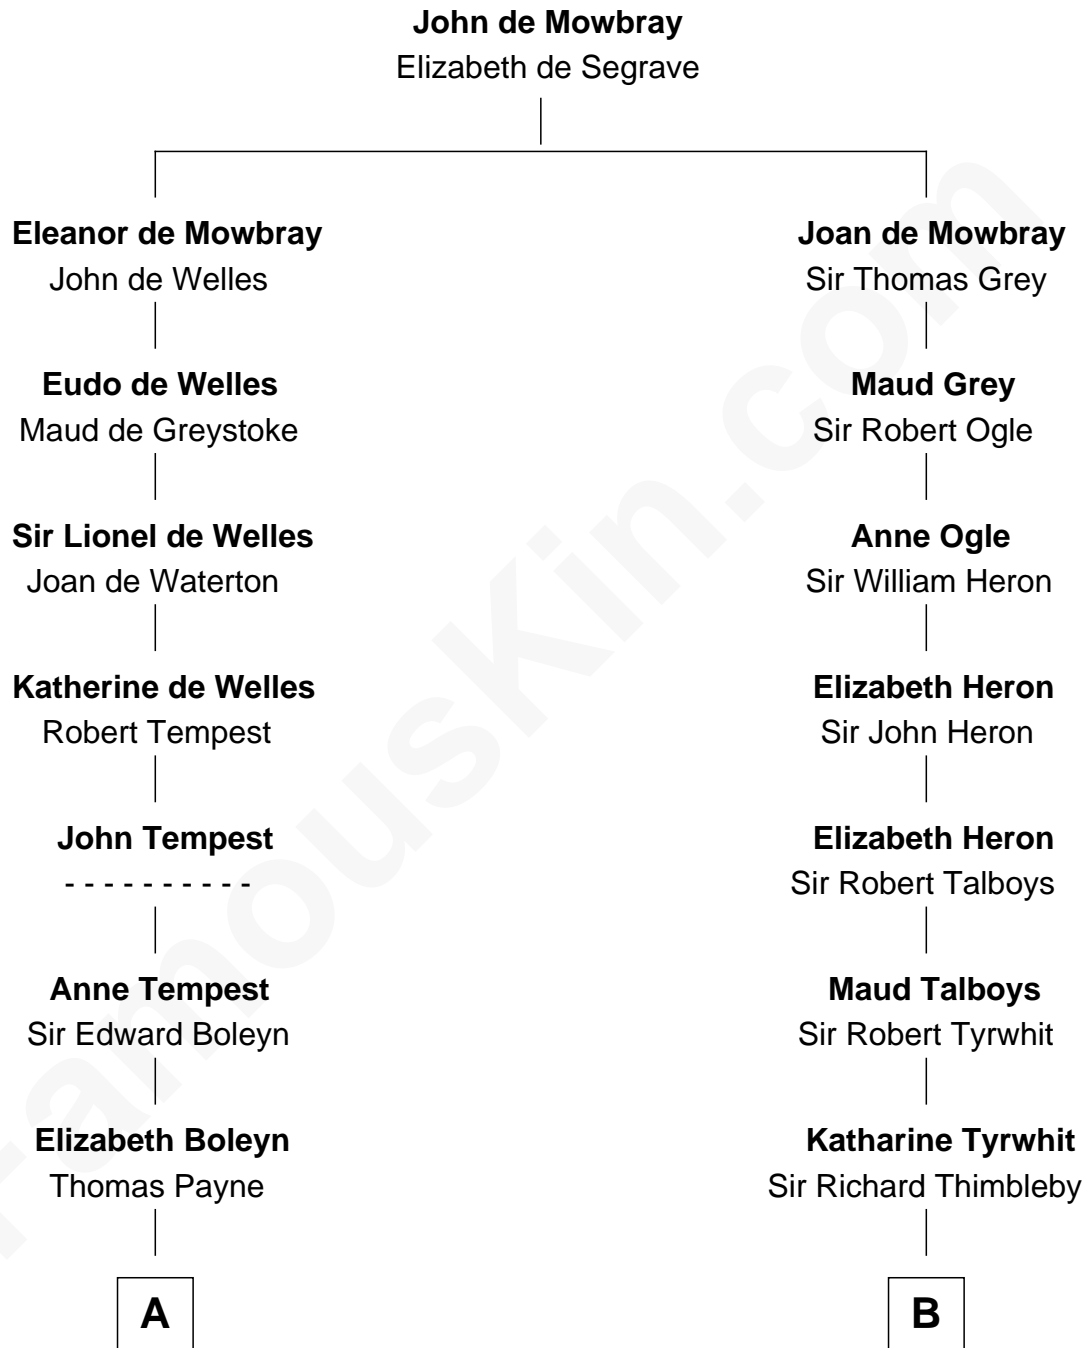 John de Mowbray
Elizabeth de Segrave
Eleanor de Mowbray
John de Welles
Joan de Mowbray
Sir Thomas Grey
Eudo de Welles
Maud de Greystoke
Maud Grey
Sir Robert Ogle
Sir Lionel de Welles
Joan de Waterton
Anne Ogle
Sir William Heron
Katherine de Welles
Robert Tempest
Elizabeth Heron
Sir John Heron
John Tempest
- - - - - - - - - -
Elizabeth Heron
Sir Robert Talboys
Anne Tempest
Sir Edward Boleyn
Maud Talboys
Sir Robert Tyrwhit
Elizabeth Boleyn
Thomas Payne
Katharine Tyrwhit
Sir Richard Thimbleby
A
B
FamousKin.com